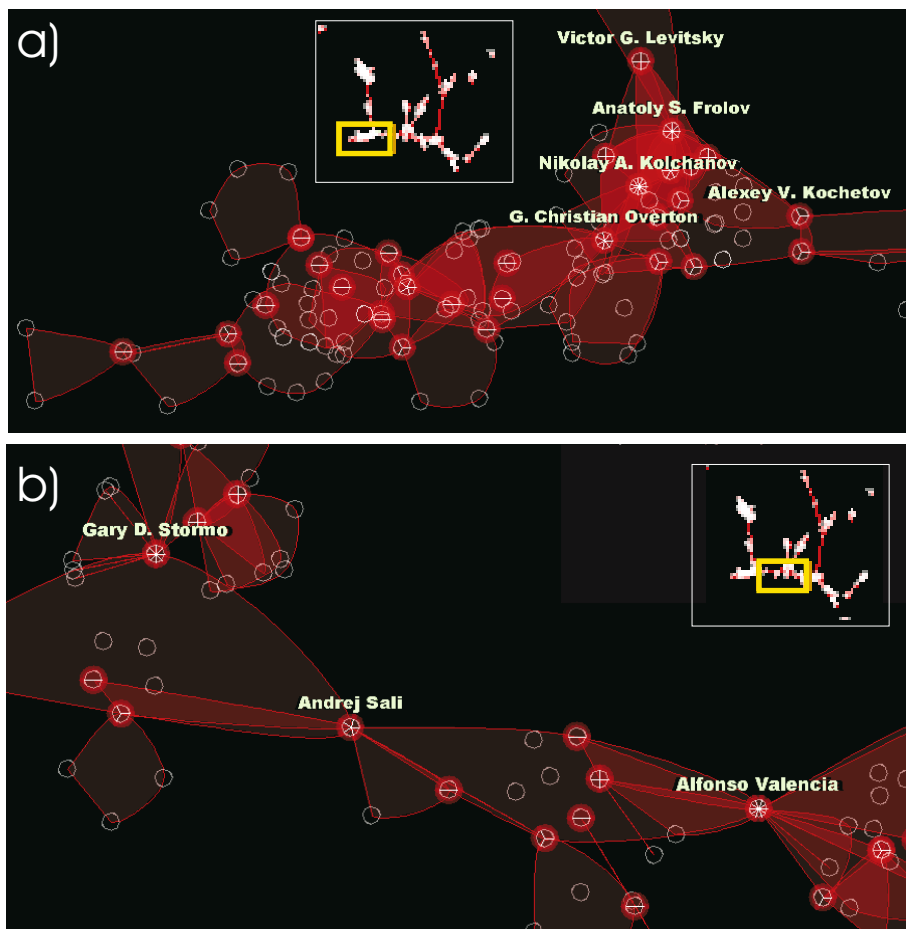 a)
Victor G. Levitsky
Anatoly S. Frolov
Nikolay A. Kolchanov
Alexey V. Kochetov
G. Christian Overton
b)
Gary D. Stormo
Andrej Sali
Alfonso Valencia